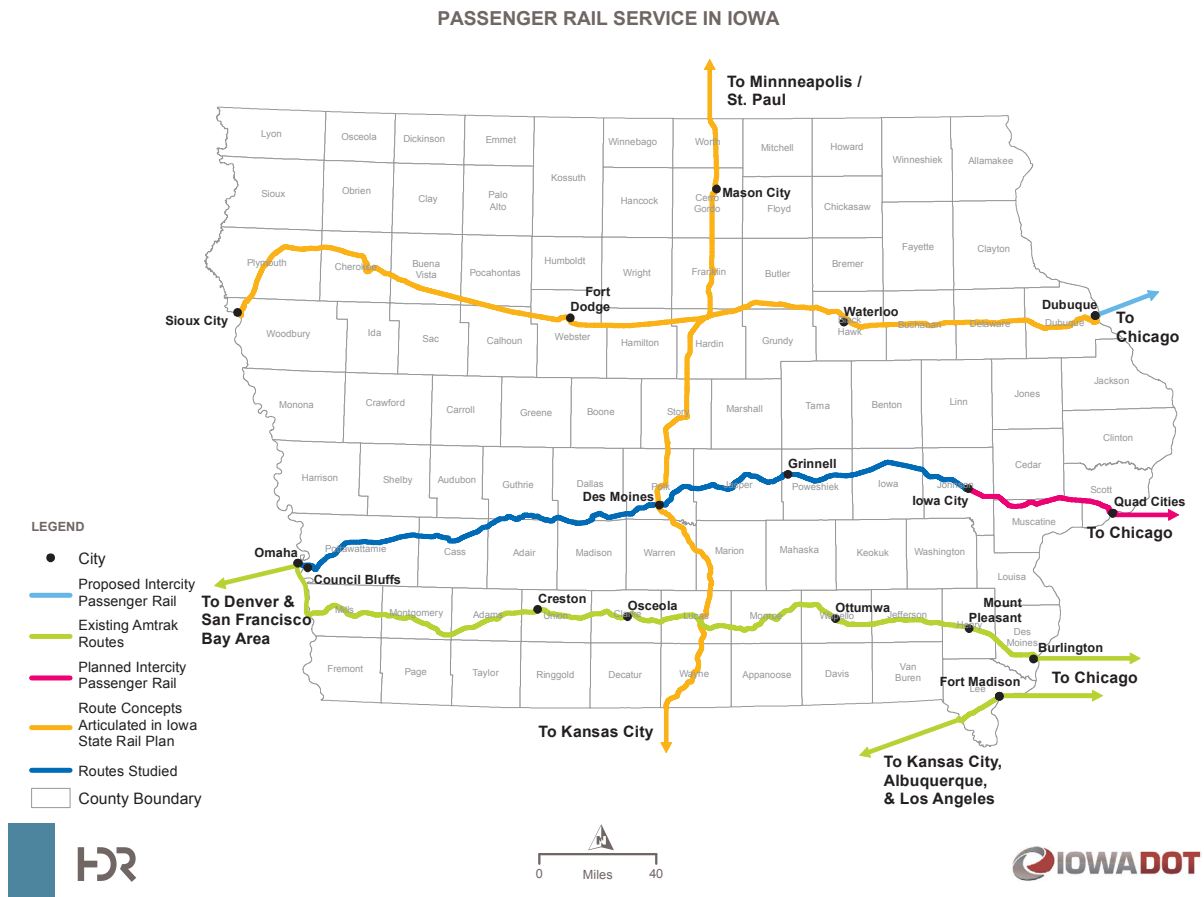 PASSENGER RAIL SERVICE IN IOWA
To Minnneapolis /
St. Paul
Lyon
Osceola
Dickinson
Emmet
Winnebago
Worth
Mitchell
Howard
Winneshiek
Allamakee
Kossuth
Sioux
Obrien
Clay
Palo
Alto
Hancock
Cerro
Gordo
Mason City
Floyd
Chickasaw
Fayette
Clayton
Plymouth
Cherokee
Buena
Vista
Pocahontas
Humboldt
Wright
Franklin
Butler
Bremer
Sioux City
Fort
Dodge
Waterloo
Dubuque
To
Chicago
Woodbury
Ida
Sac
Calhoun
Webster
Hamilton
Hardin
Grundy
Black
Hawk
Buchanan
Delaware
Dubuque
Jackson
Monona
Crawford
Carroll
Greene
Boone
Story
Marshall
Tama
Benton
Linn
Jones
Clinton
Cedar
Harrison
Shelby
Audubon
Guthrie
Dallas
Polk
Jasper
Grinnell
Poweshiek
Iowa
Johnson
Iowa City
Scott
Quad Cities
To Chicago
Des Moines
Muscatine
Omaha
Council Bluffs
Pottawattamie
Cass
Adair
Madison
Warren
Marion
Mahaska
Keokuk
Washington
Louisa
To Denver &
San Francisco
Bay Area
Mills
Montgomery
Adams
Creston
Union
Osceola
Clarke
Lucas
Monroe
Ottumwa
Wapello
Jefferson
Mount
Pleasant
Henry
Des
Moines
Burlington
To Chicago
Fremont
Page
Taylor
Ringgold
Decatur
Wayne
Appanoose
Davis
Van
Buren
Fort Madison
Lee
To Kansas City
To Kansas City,
Albuquerque,
& Los Angeles
LEGEND
City
Proposed Intercity
Passenger Rail
Existing Amtrak
Routes
Planned Intercity
Passenger Rail
Route Concepts
Articulated in Iowa
State Rail Plan
Routes Studied
County Boundary
HDR
N
0 Miles 40
IOWADOT